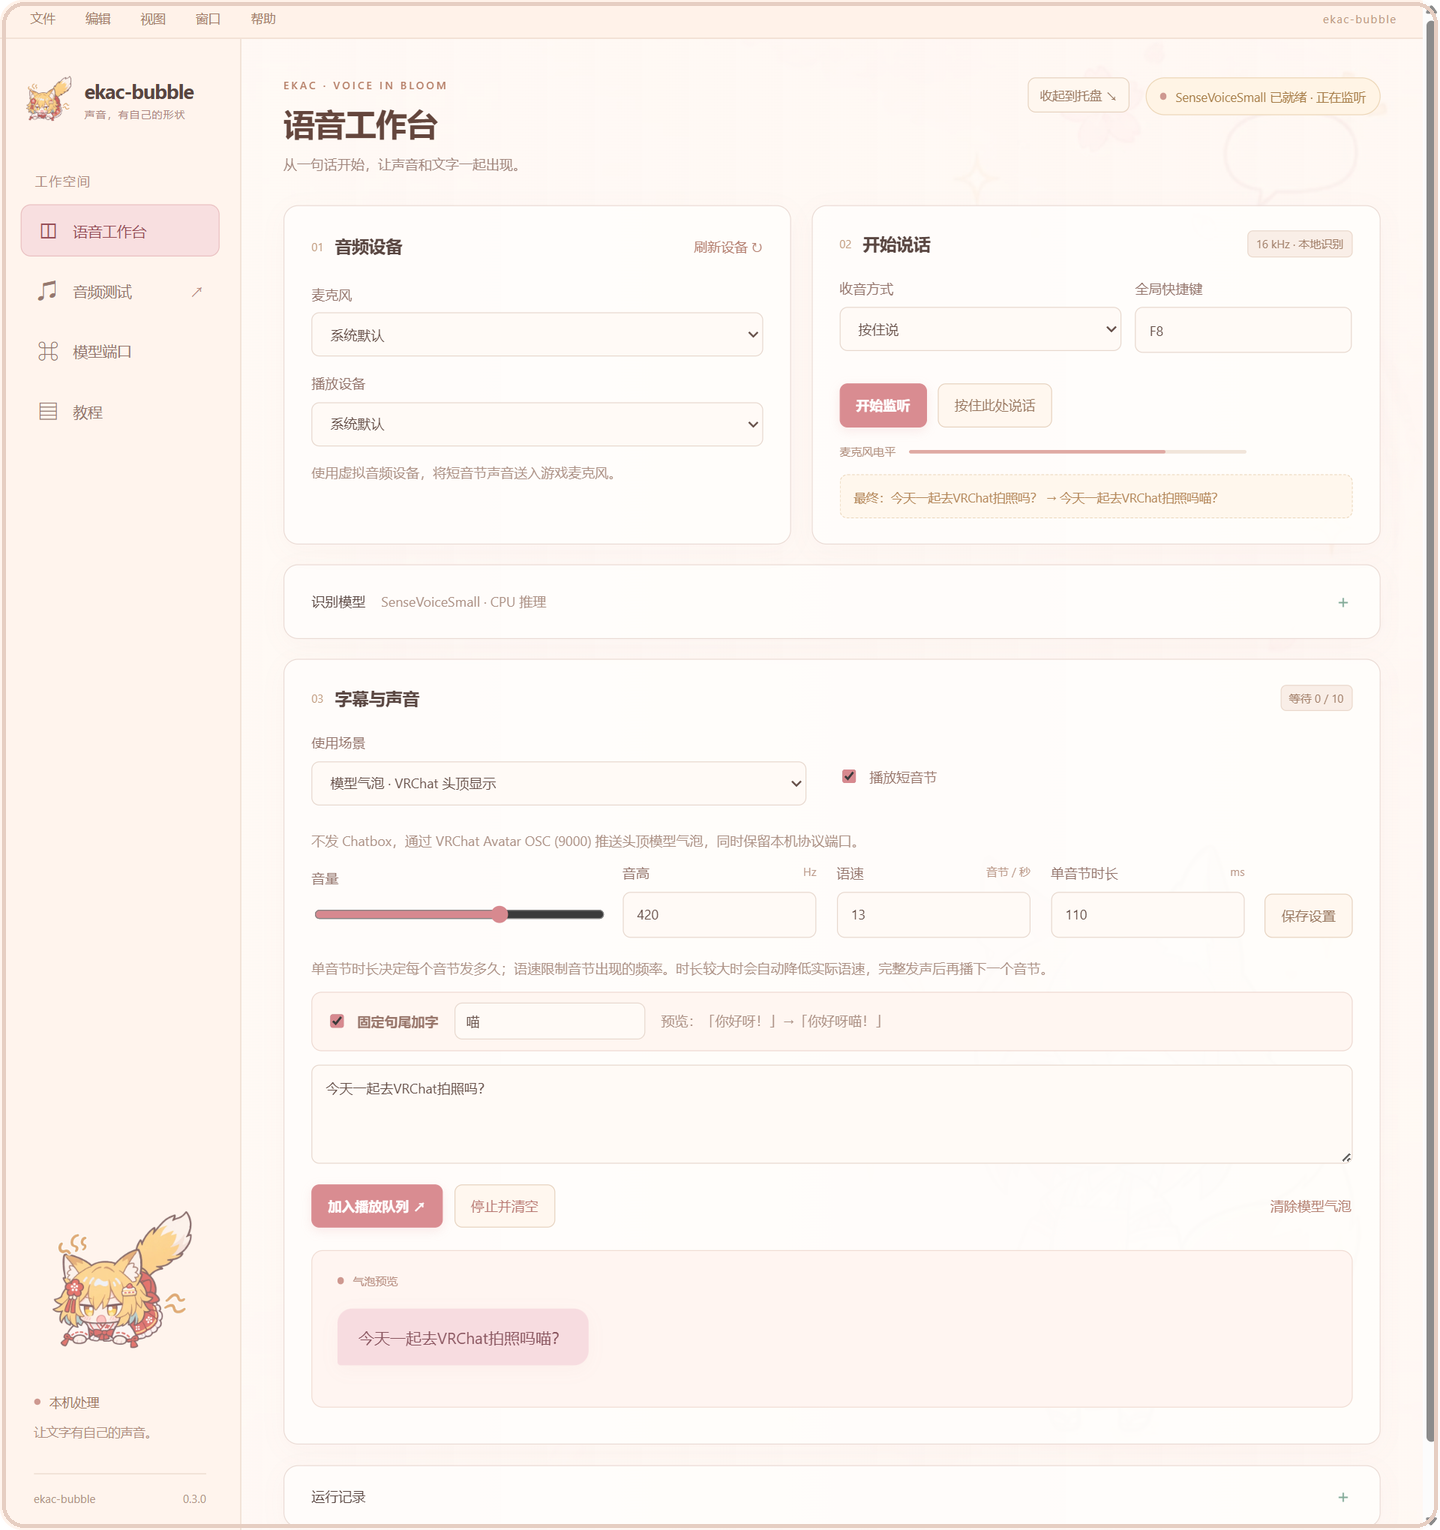 文件 编辑 视图 窗口 帮助 ekac-bubble
ekac-bubble
声音，有自己的形状
工作空间
语音工作台
音频测试 ↗
模型端口
教程
本机处理
让文字有自己的声音。
ekac-bubble 0.3.0
EKAC · VOICE IN BLOOM
语音工作台
从一句话开始，让声音和文字一起出现。
收起到托盘 ↘
SenseVoiceSmall 已就绪 · 正在监听
01 音频设备 刷新设备 ↻
麦克风
系统默认
播放设备
系统默认
使用虚拟音频设备，将短音节声音送入游戏麦克风。
02 开始说话 16 kHz · 本地识别
收音方式 全局快捷键
按住说 F8
开始监听 按住此处说话
麦克风电平
最终：今天一起去VRChat拍照吗？ → 今天一起去VRChat拍照吗喵？
识别模型 SenseVoiceSmall · CPU 推理 +
03 字幕与声音 等待 0 / 10
使用场景
模型气泡 · VRChat 头顶显示 播放短音节
不发 Chatbox，通过 VRChat Avatar OSC (9000) 推送头顶模型气泡，同时保留本机协议端口。
音量 音高 Hz 语速 音节 / 秒 单音节时长 ms
420 13 110 保存设置
单音节时长决定每个音节发多久；语速限制音节出现的频率。时长较大时会自动降低实际语速，完整发声后再播下一个音节。
固定句尾加字 喵 预览：「你好呀！」→「你好呀喵！」
今天一起去VRChat拍照吗？
加入播放队列 ↗ 停止并清空 清除模型气泡
气泡预览
今天一起去VRChat拍照吗喵？
运行记录 +